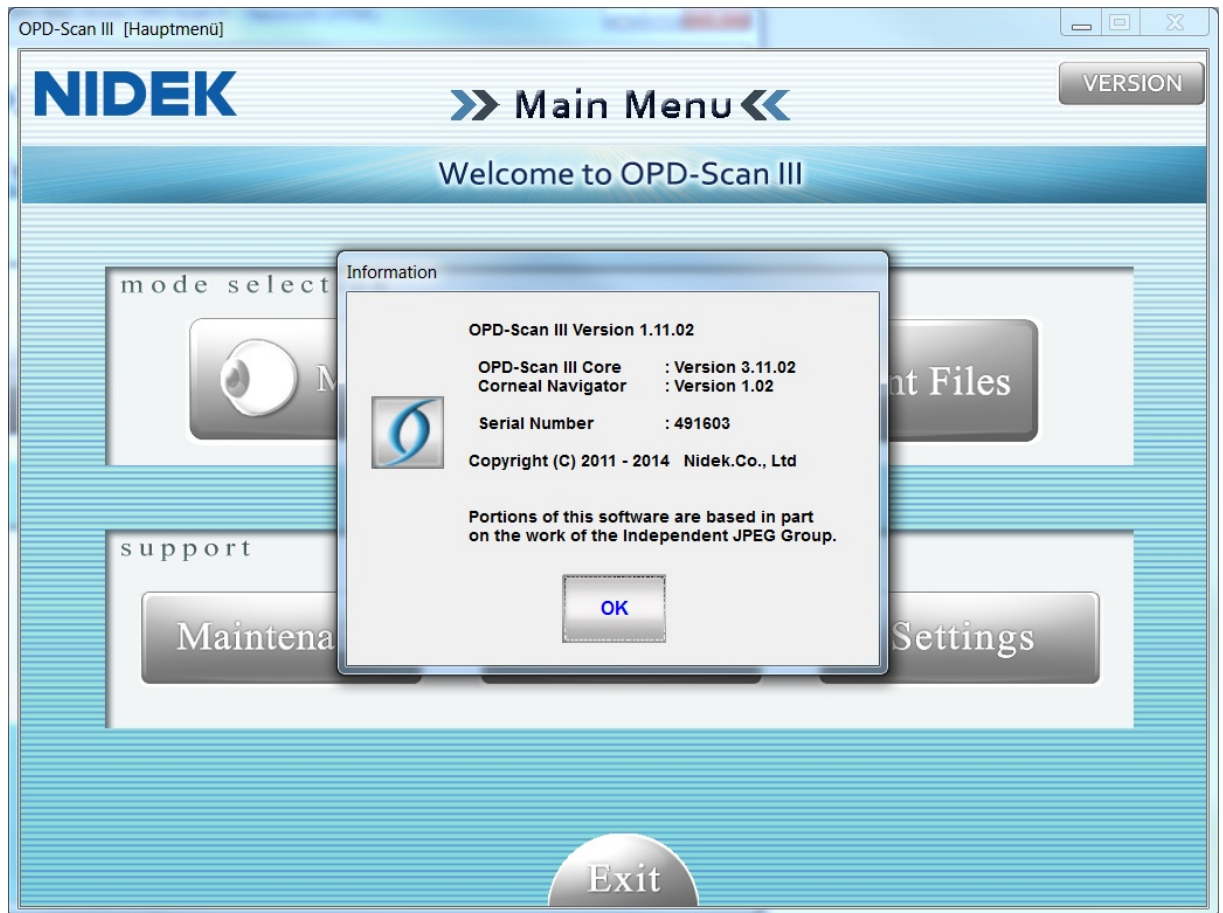 OPD-Scan III [Hauptmenü]
NIDEK
Main Menu
VERSION
Welcome to OPD-Scan III
mode select
Information
OPD-Scan III Version 1.11.02
OPD-Scan III Core : Version 3.11.02
Corneal Navigator : Version 1.02
Serial Number : 491603
Copyright (C) 2011 - 2014 Nidek.Co., Ltd
Portions of this software are based in part
on the work of the Independent JPEG Group.
OK
Files
support
Settings
Exit